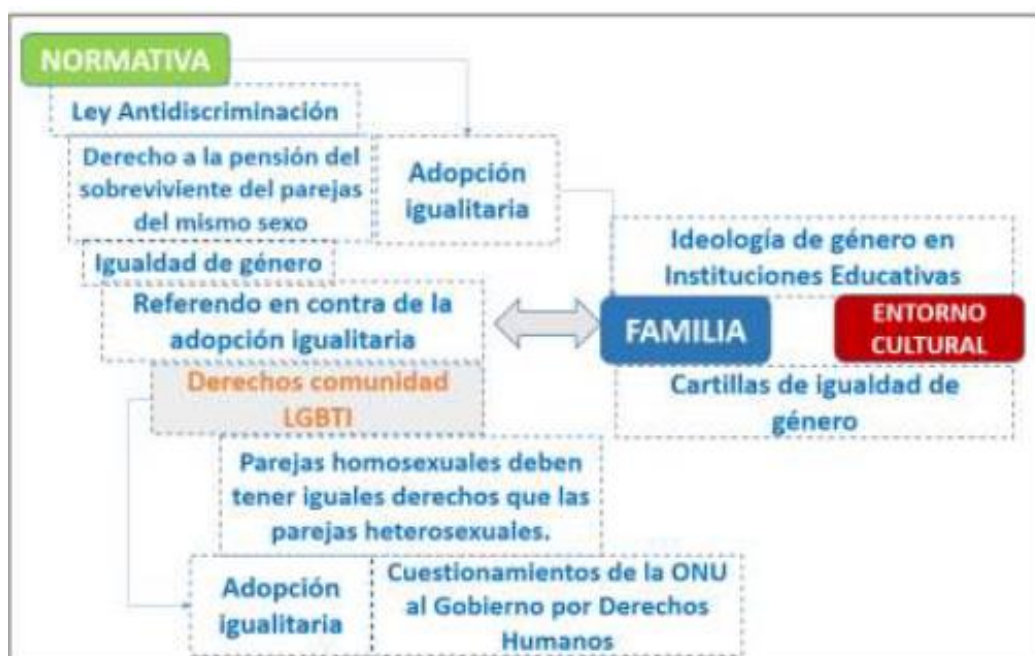 NORMATIVA
Ley Antidiscriminación
Derecho a la pensión del
sobreviviente del parejas
del mismo sexo
Adopción
igualitaria
Igualdad de género
Ideología de género en
Instituciones Educativas
Referendo en contra de la
adopción igualitaria
FAMILIA
ENTORNO
CULTURAL
Derechos comunidad
LGBTI
Cartillas de igualdad de
género
Parejas homosexuales deben
tener iguales derechos que las
parejas heterosexuales.
Adopción
igualitaria
Cuestionamientos de la ONU
al Gobierno por Derechos
Humanos